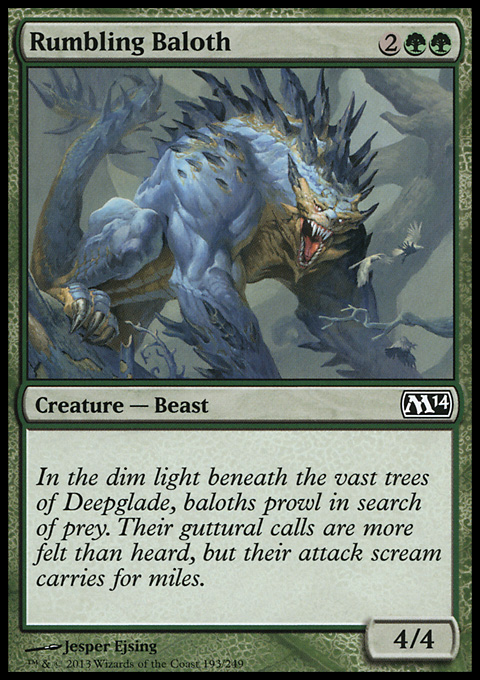 Rumbling Baloth 2
Creature — Beast M14
In the dim light beneath the vast trees
of Deepglade, baloths prowl in search
of prey. Their guttural calls are more
felt than heard, but their attack scream
carries for miles.
Jesper Ejsing
4/4
™ & © 2013 Wizards of the Coast 193/249